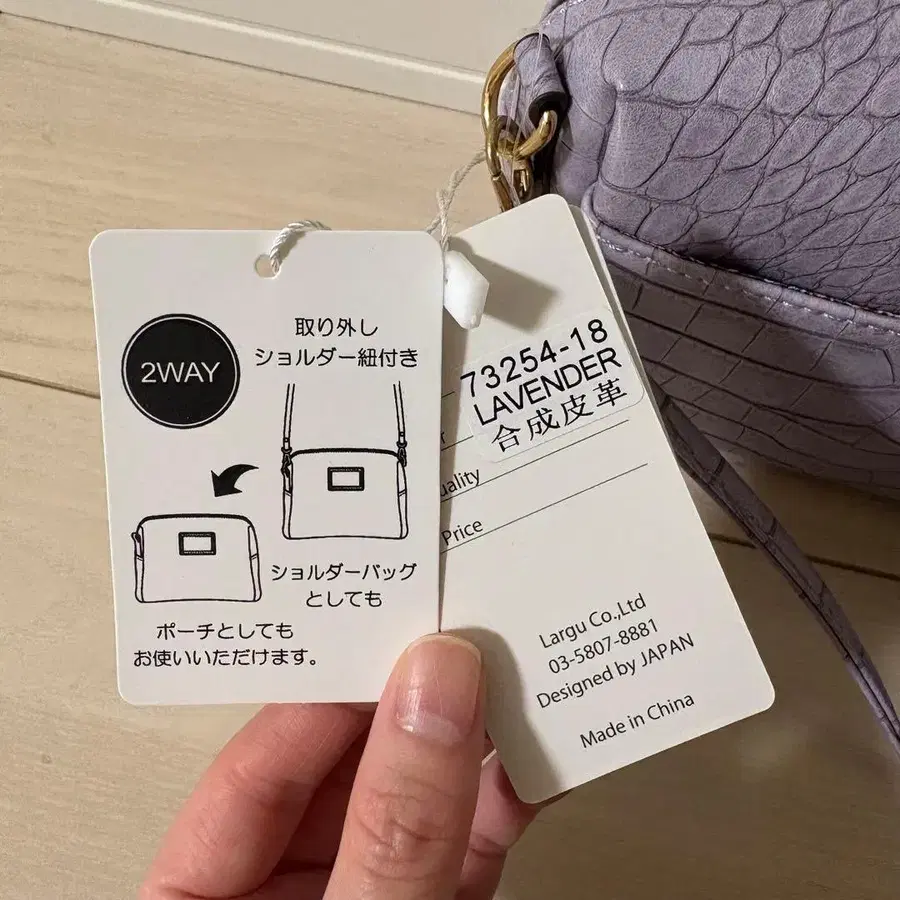 2WAY
取り外し
ショルダー紐付き
ショルダーバッグ
としても
ポーチとしても
お使いいただけます。
73254-18
LAVENDER
合成皮革
Price
Largu Co.,Ltd
03-5807-8881
Designed by JAPAN
Made in China